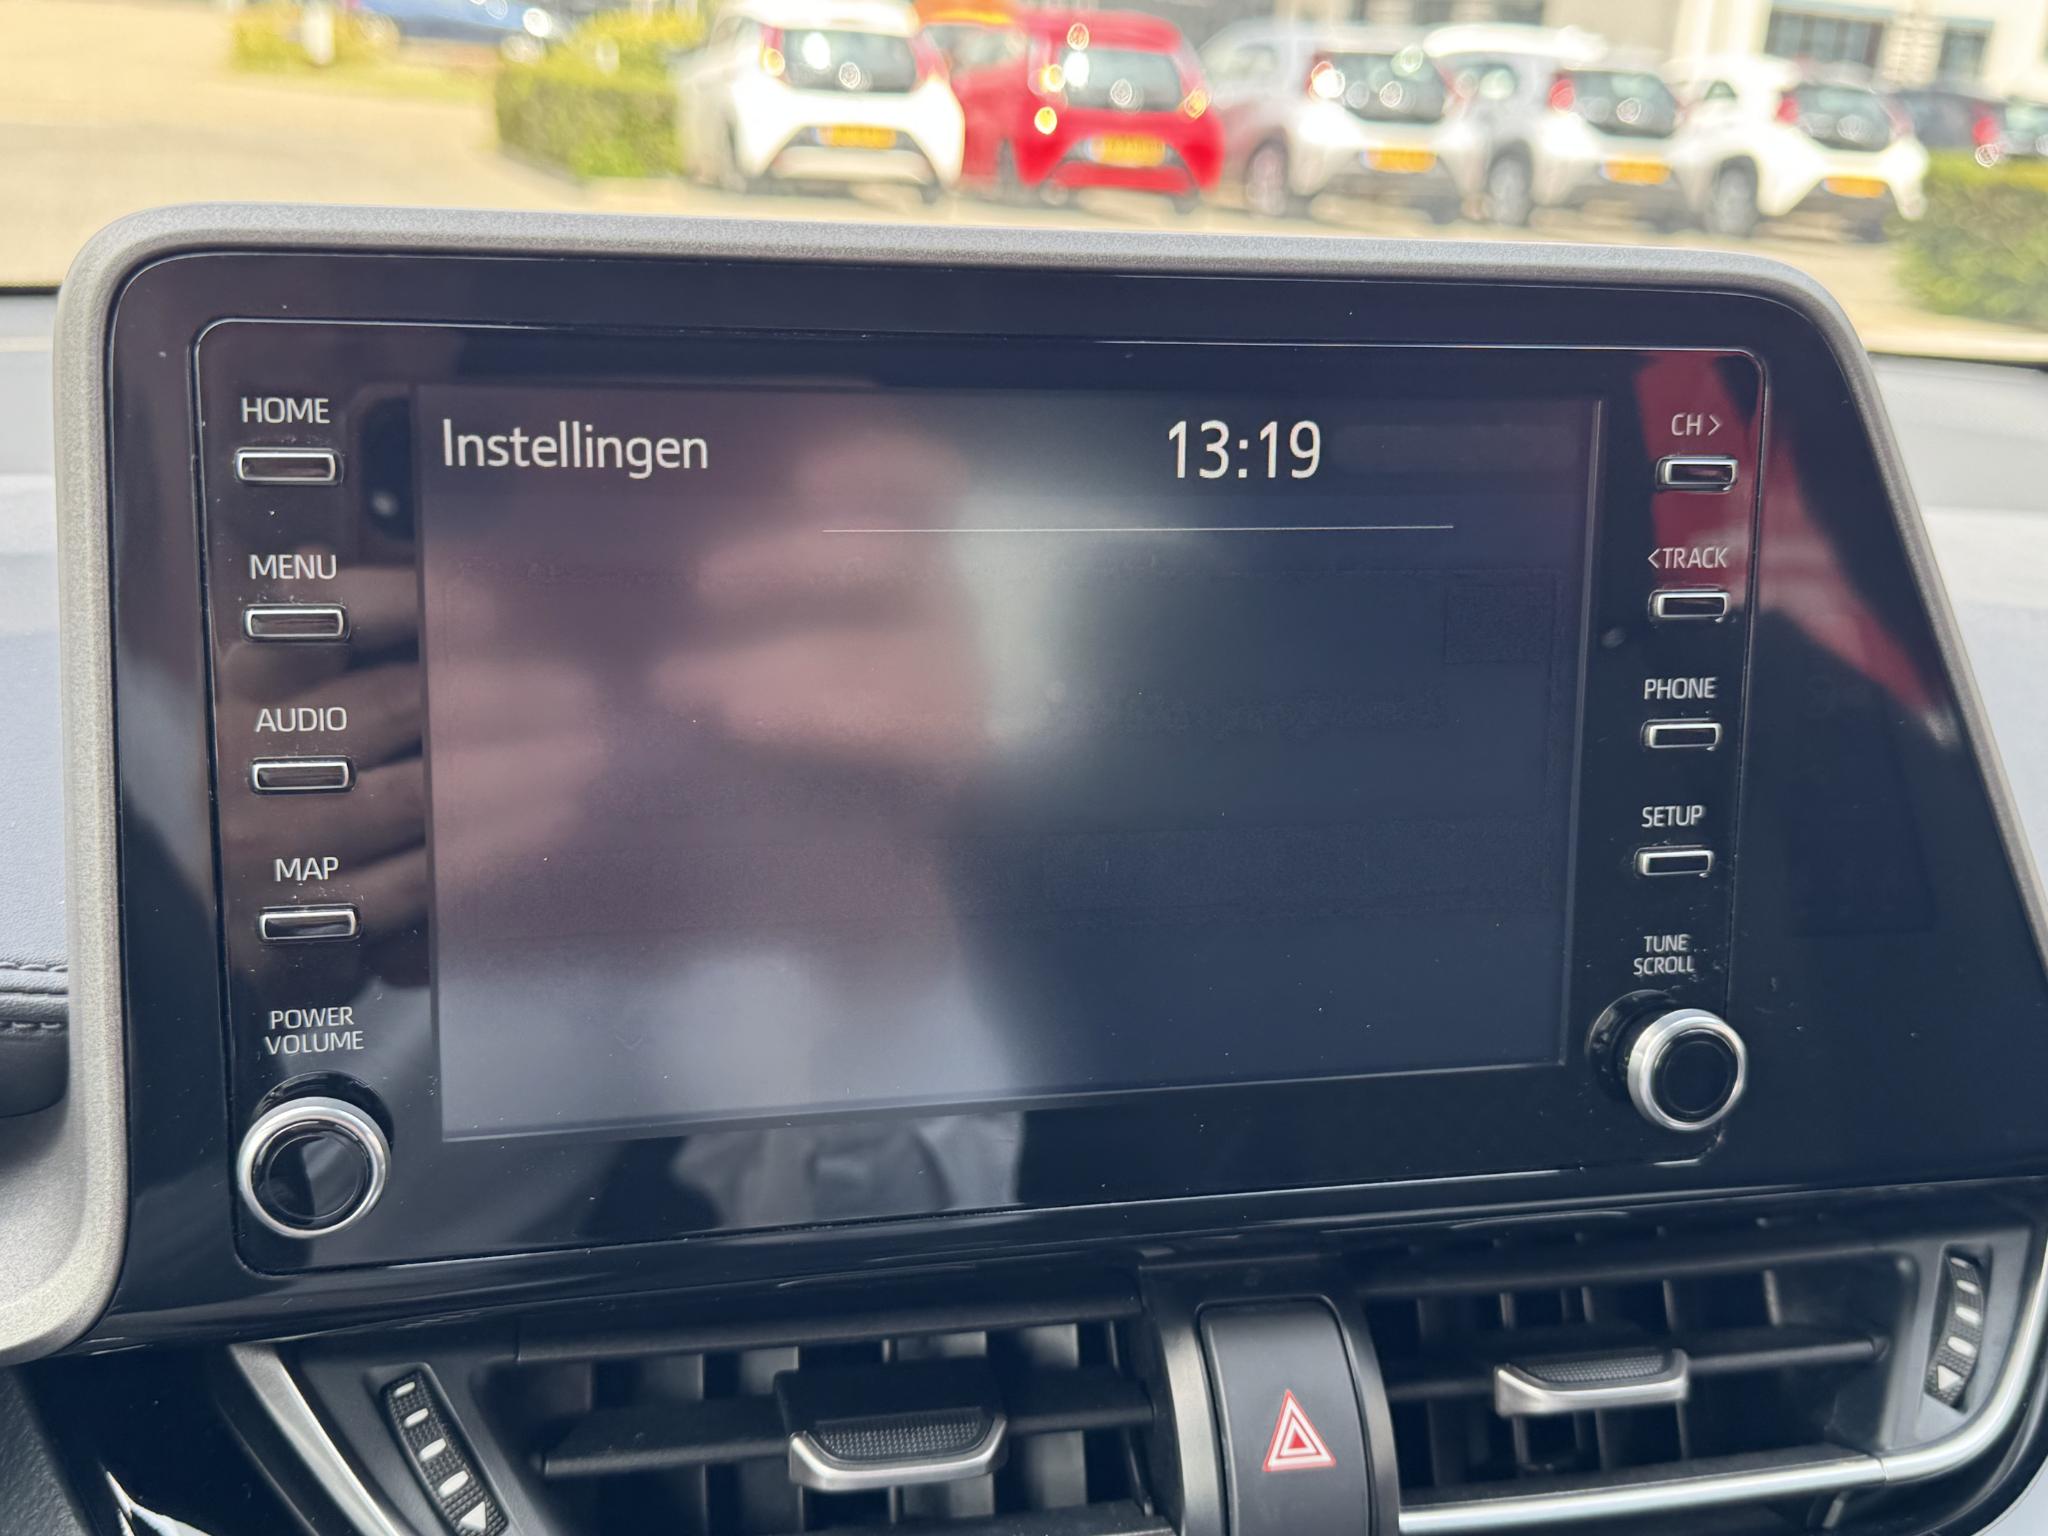 Instellingen
13:19
HOME
MENU
AUDIO
MAP
POWER
VOLUME
CH>
<TRACK
PHONE
SETUP
TUNE
SCROLL